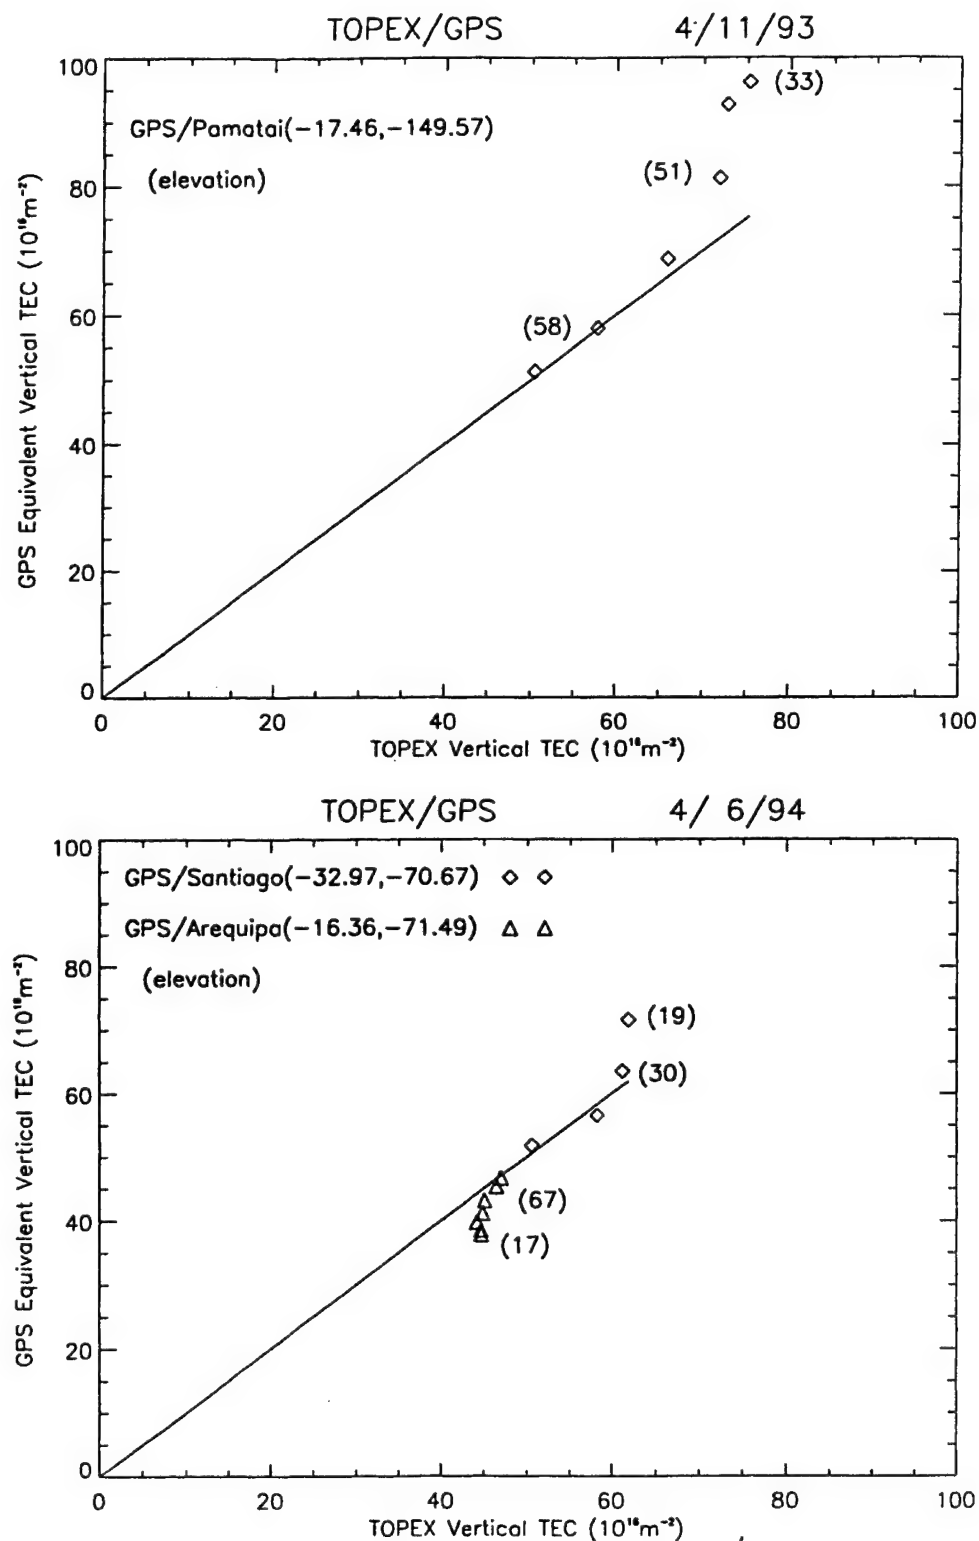 TOPEX/GPS 4/11/93
100
80
60
40
20
0
GPS Equivalent Vertical TEC (10¹⁶m⁻²)
GPS/Pamatai(−17.46,−149.57)
(elevation)
(33)
(51)
(58)
0 20 40 60 80 100
TOPEX Vertical TEC (10¹⁶m⁻²)
TOPEX/GPS 4/ 6/94
100
80
60
40
20
0
GPS Equivalent Vertical TEC (10¹⁶m⁻²)
GPS/Santiago(−32.97,−70.67)
GPS/Arequipa(−16.36,−71.49)
(elevation)
(19)
(30)
(67)
(17)
0 20 40 60 80 100
TOPEX Vertical TEC (10¹⁶m⁻²)